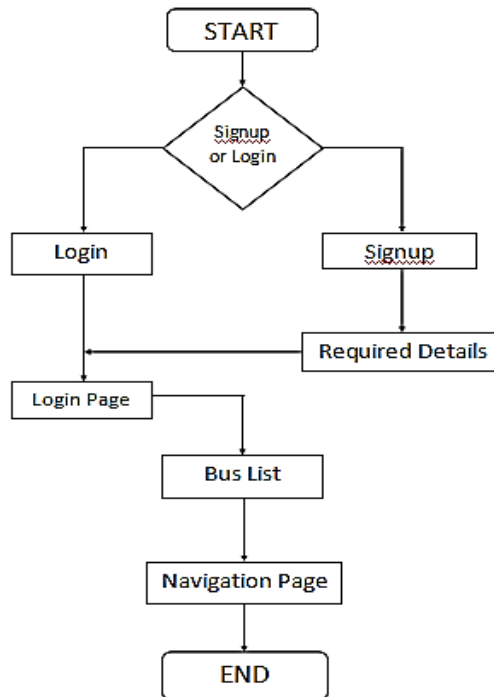 START
Signup
or Login
Login
Signup
Required Details
Login Page
Bus List
Navigation Page
END